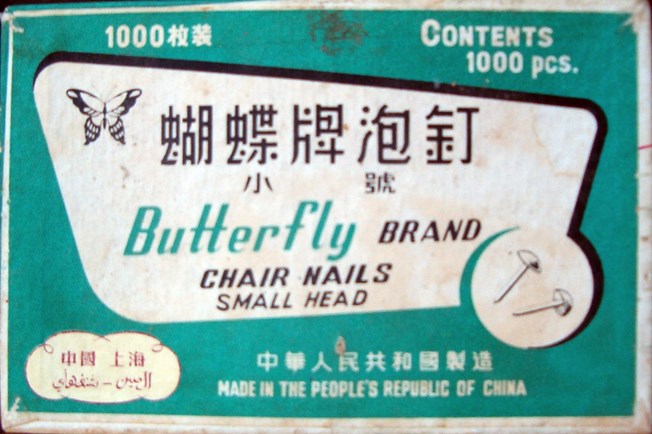 1000枚装
CONTENTS
1000 pcs.
蝴蝶牌泡釘
小號
Butterfly BRAND
CHAIR NAILS
SMALL HEAD
中國 上海
الصين - شنغهاي
中華人民共和國製造
MADE IN THE PEOPLE'S REPUBLIC OF CHINA